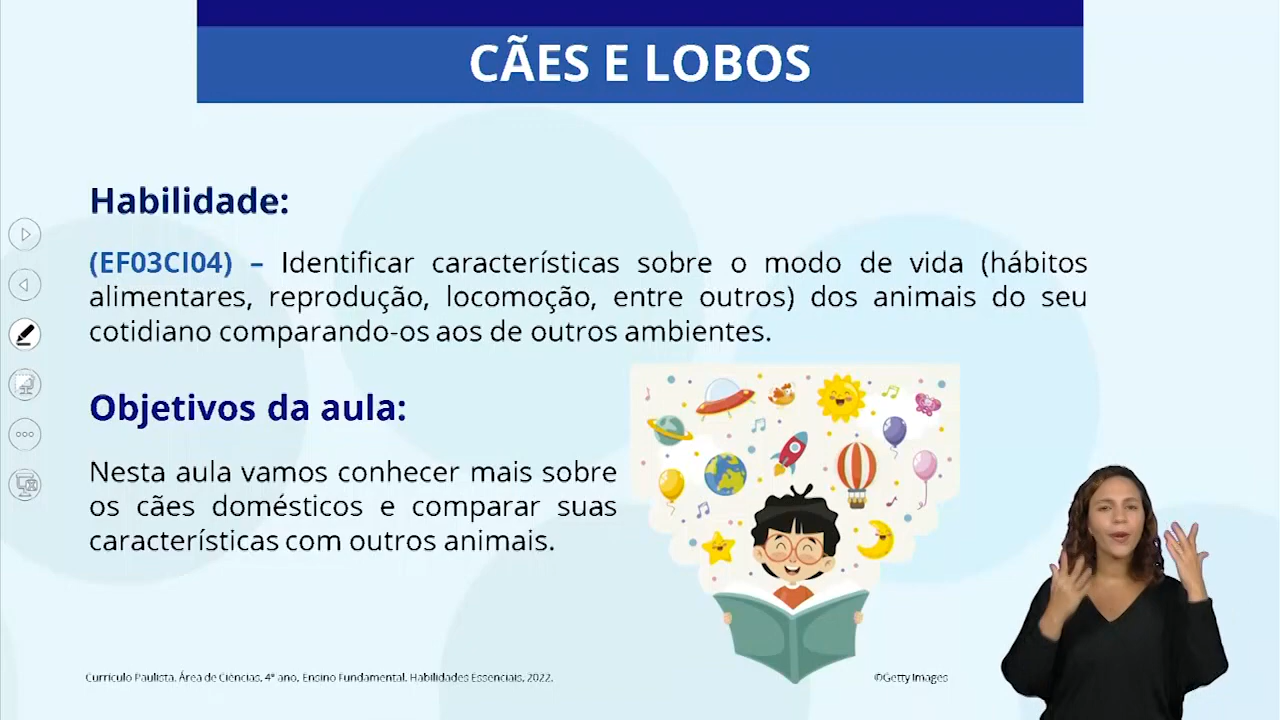 CÃES E LOBOS
Habilidade:
(EF03CI04) – Identificar características sobre o modo de vida (hábitos
alimentares, reprodução, locomoção, entre outros) dos animais do seu
cotidiano comparando-os aos de outros ambientes.
Objetivos da aula:
Nesta aula vamos conhecer mais sobre
os cães domésticos e comparar suas
características com outros animais.
Currículo Paulista. Área de Ciências. 4º ano, Ensino Fundamental. Habilidades Essenciais, 2022.
©Getty Images